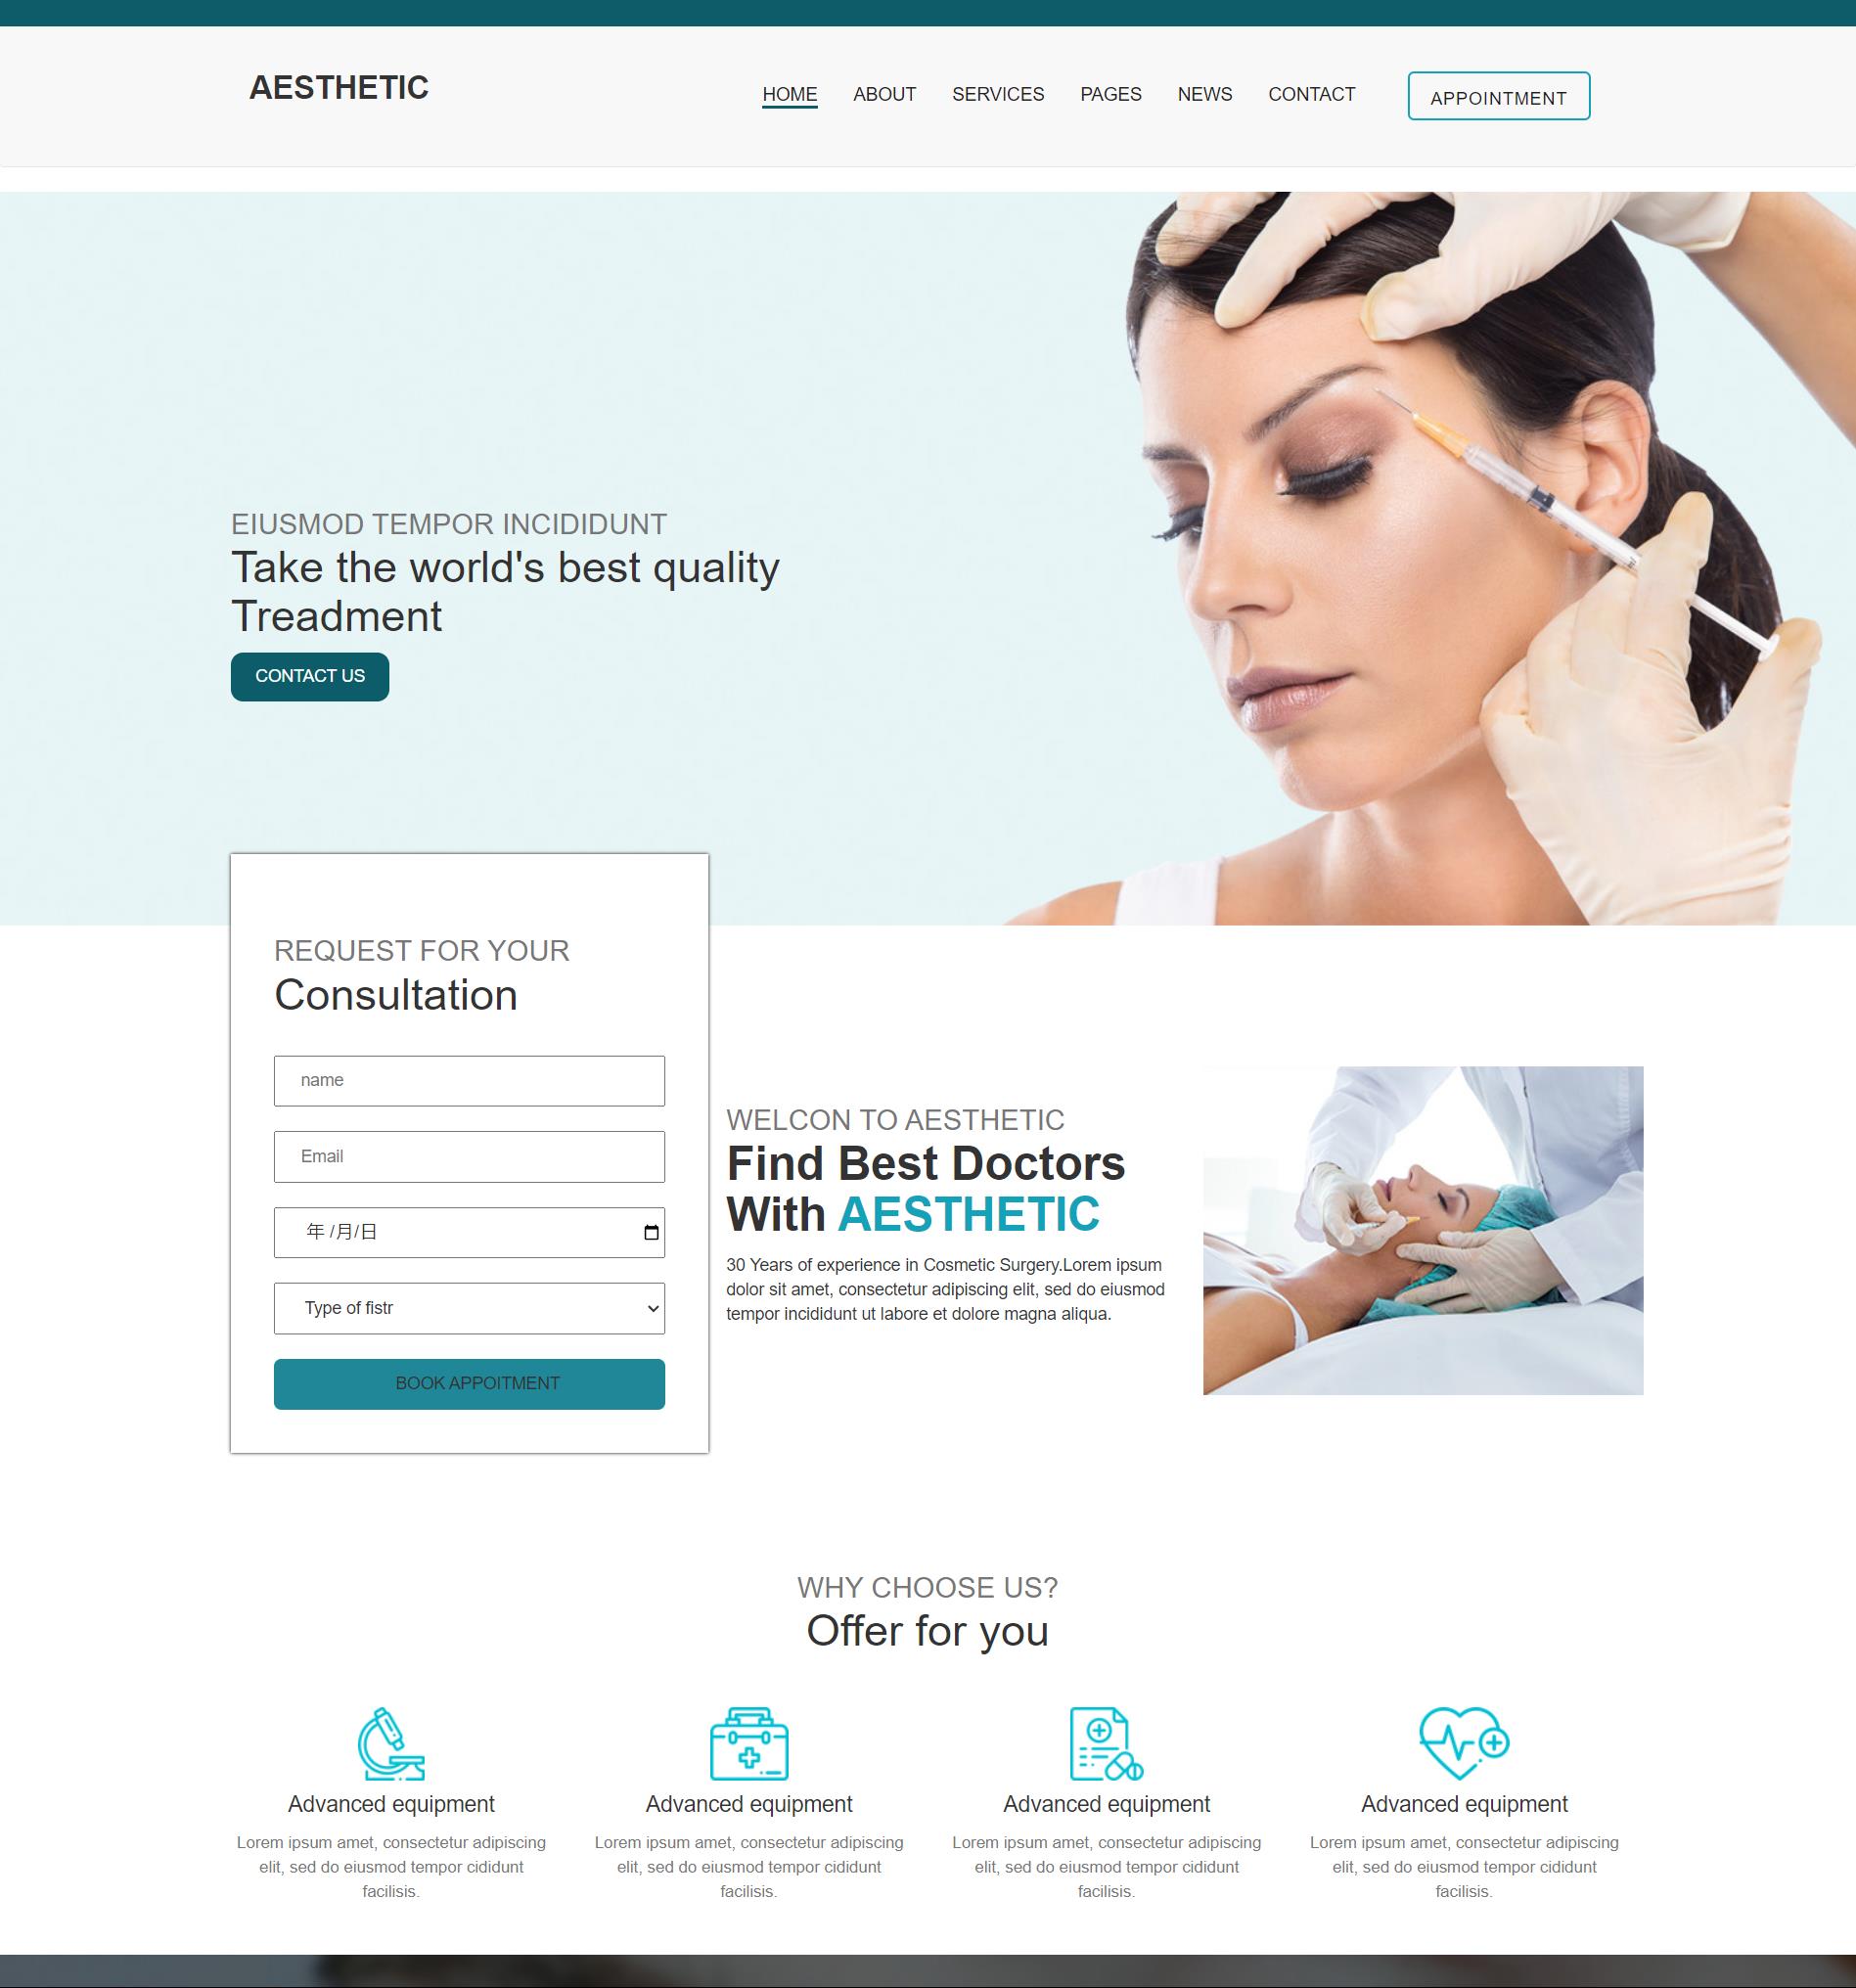 AESTHETIC
HOME
ABOUT
SERVICES
PAGES
NEWS
CONTACT
APPOINTMENT
EIUSMOD TEMPOR INCIDIDUNT
Take the world's best quality
Treadment
CONTACT US
REQUEST FOR YOUR
Consultation
name
Email
年 /月/日
Type of fistr
BOOK APPOITMENT
WELCON TO AESTHETIC
Find Best Doctors
With AESTHETIC
30 Years of experience in Cosmetic Surgery.Lorem ipsum
dolor sit amet, consectetur adipiscing elit, sed do eiusmod
tempor incididunt ut labore et dolore magna aliqua.
WHY CHOOSE US?
Offer for you
Advanced equipment
Lorem ipsum amet, consectetur adipiscing
elit, sed do eiusmod tempor cididunt
facilisis.
Advanced equipment
Lorem ipsum amet, consectetur adipiscing
elit, sed do eiusmod tempor cididunt
facilisis.
Advanced equipment
Lorem ipsum amet, consectetur adipiscing
elit, sed do eiusmod tempor cididunt
facilisis.
Advanced equipment
Lorem ipsum amet, consectetur adipiscing
elit, sed do eiusmod tempor cididunt
facilisis.